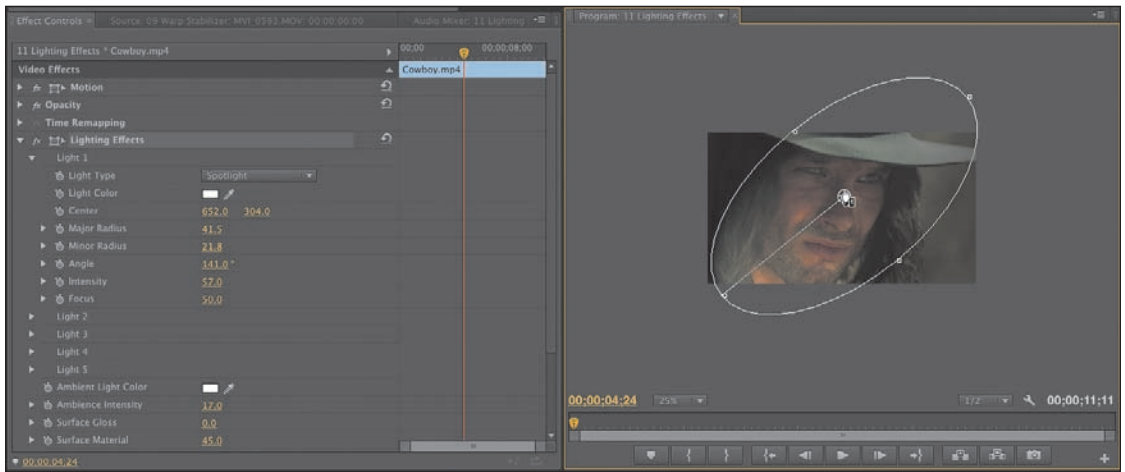 Effect Controls × Source: 09 Warp Stabilizer: MVI_0593.MOV: 00:00:00:00 Audio Mixer: 11 Lighting
11 Lighting Effects * Cowboy.mp4
00;00 00;00;08;00
Video Effects
Cowboy.mp4
fx Motion
fx Opacity
Time Remapping
fx Lighting Effects
Light 1
Light Type Spotlight
Light Color
Center 652.0 304.0
Major Radius 41.5
Minor Radius 21.8
Angle 141.0 °
Intensity 57.0
Focus 50.0
Light 2
Light 3
Light 4
Light 5
Ambient Light Color
Ambience Intensity 17.0
Surface Gloss 0.0
Surface Material 45.0
00;00;04;24
Program: 11 Lighting Effects ×
00;00;04;24 25% 1/2 00;00;11;11